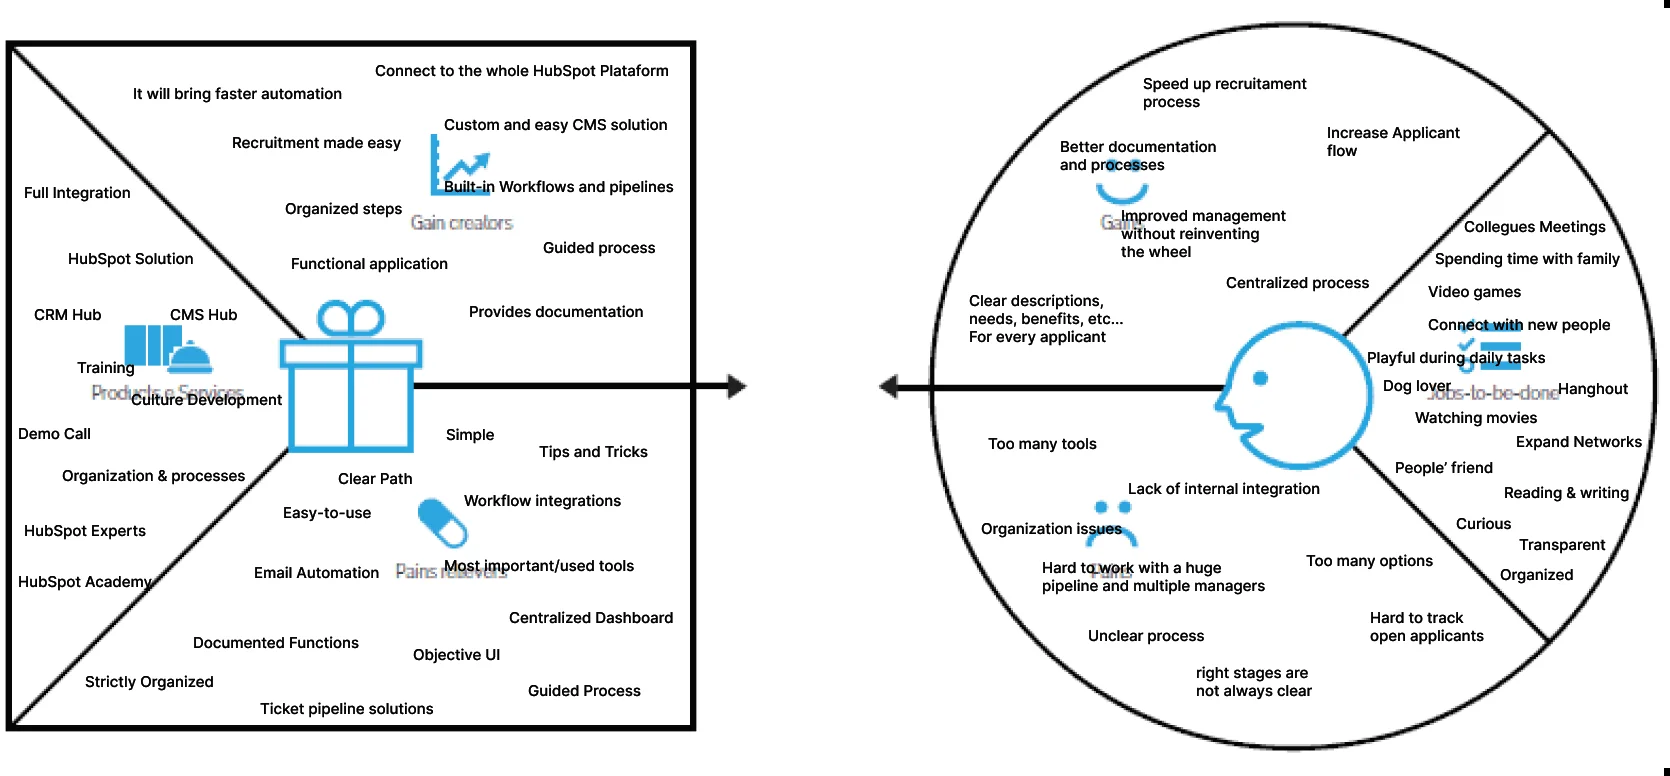 Connect to the whole HubSpot Plataform
It will bring faster automation
Custom and easy CMS solution
Recruitment made easy
Built-in Workflows and pipelines
Organized steps
Gain creators
Guided process
Functional application
Provides documentation
Full Integration
HubSpot Solution
CRM Hub
CMS Hub
Training
Products e Services
Culture Development
Demo Call
Organization & processes
HubSpot Experts
HubSpot Academy
Simple
Tips and Tricks
Clear Path
Workflow integrations
Easy-to-use
Most important/used tools
Email Automation
Pains relievers
Centralized Dashboard
Documented Functions
Objective UI
Strictly Organized
Guided Process
Ticket pipeline solutions
Speed up recruitament
process
Increase Applicant
flow
Better documentation
and processes
Gains
Improved management
without reinventing
the wheel
Centralized process
Clear descriptions,
needs, benefits, etc...
For every applicant
Collegues Meetings
Spending time with family
Video games
Connect with new people
Playful during daily tasks
Dog lover
Jobs-to-be-done
Hanghout
Watching movies
Expand Networks
People’ friend
Reading & writing
Curious
Transparent
Organized
Too many tools
Lack of internal integration
Organization issues
Pains
Hard to work with a huge
pipeline and multiple managers
Too many options
Unclear process
Hard to track
open applicants
right stages are
not always clear